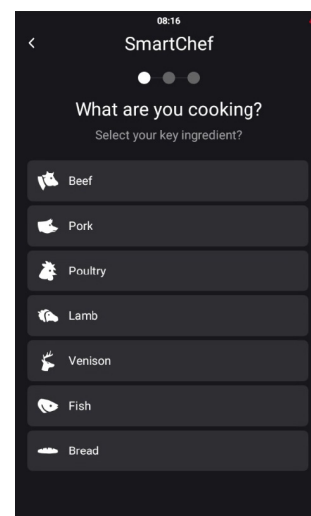 08:16
SmartChef
What are you cooking?
Select your key ingredient?
Beef
Pork
Poultry
Lamb
Venison
Fish
Bread